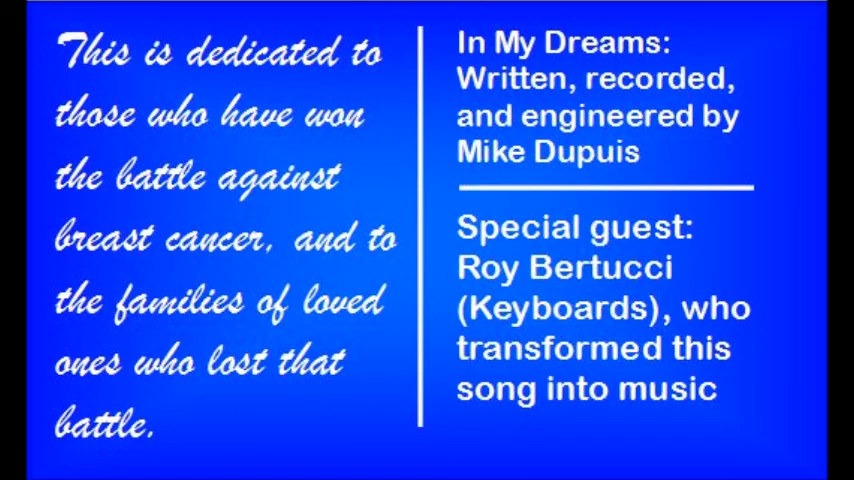 This is dedicated to
those who have won
the battle against
breast cancer, and to
the families of loved
ones who lost that
battle.
In My Dreams:
Written, recorded,
and engineered by
Mike Dupuis
Special guest:
Roy Bertucci
(Keyboards), who
transformed this
song into music